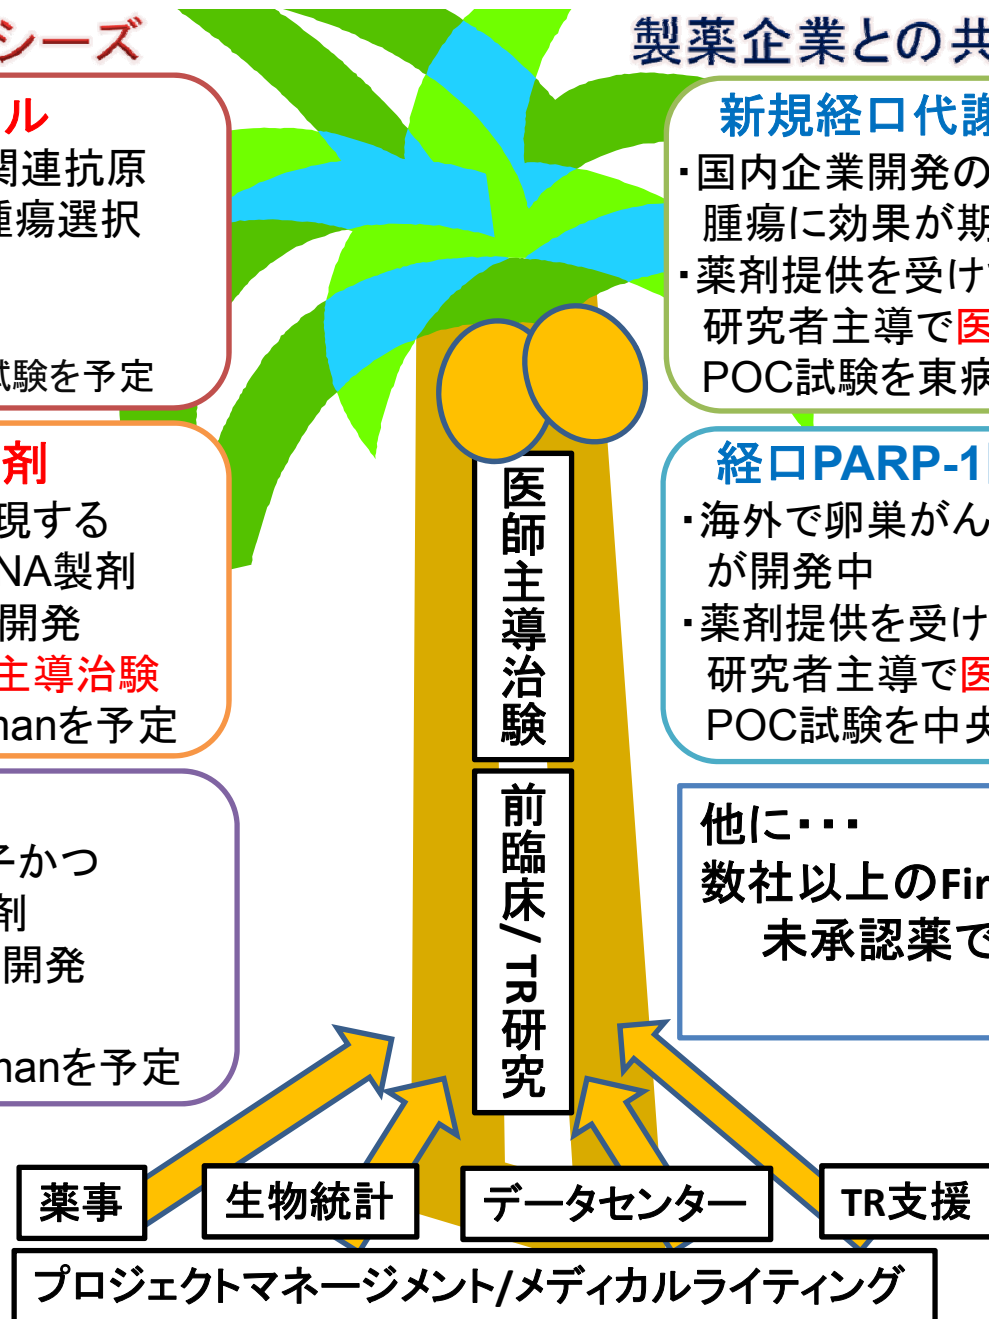 シーズ
ル
関連抗原
腫瘍選択
試験を予定
剤
現する
NA製剤
開発
主導治験
manを予定
子かつ
剤
開発
manを予定
製薬企業との共
新規経口代謝
・国内企業開発の
腫瘍に効果が期
・薬剤提供を受け
研究者主導で医
POC試験を東病
経口PARP-1
・海外で卵巣がん
が開発中
・薬剤提供を受け
研究者主導で医
POC試験を中央
他に・・・
数社以上のFir
未承認薬で
医師主導治験
前臨床/TR研究
薬事
生物統計
データセンター
TR支援
プロジェクトマネージメント/メディカルライティング